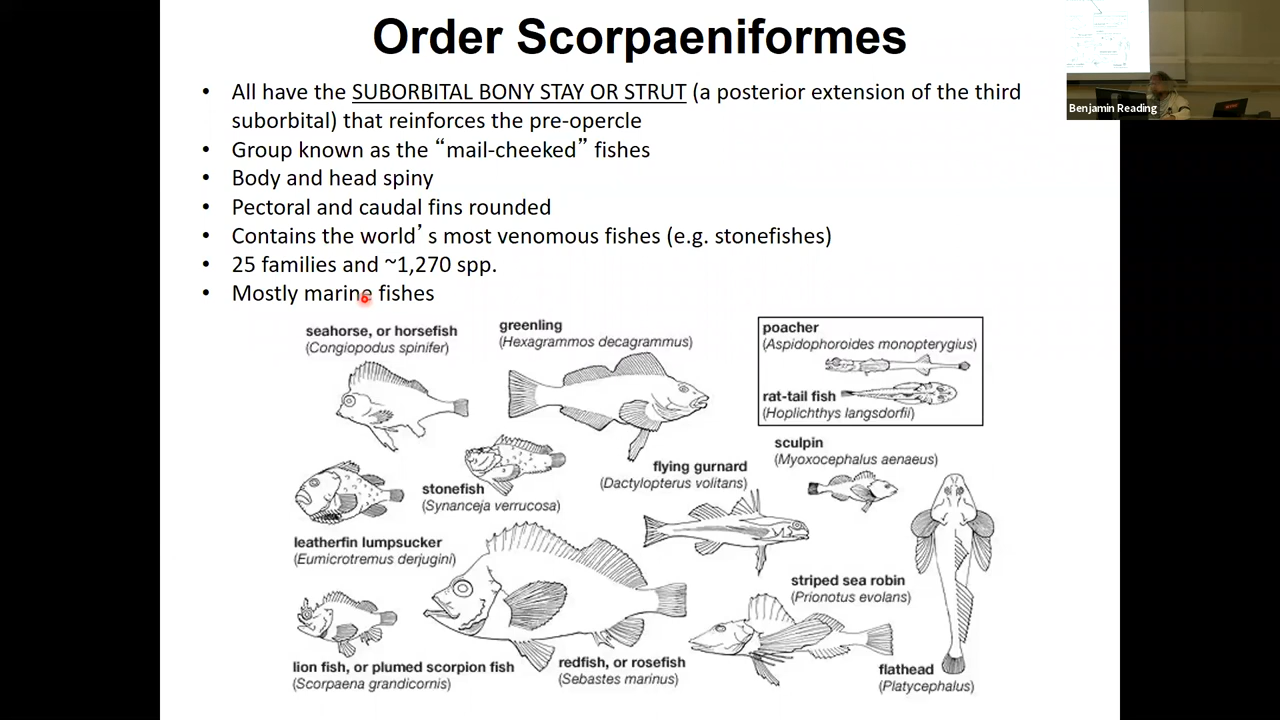 Order Scorpaeniformes
Benjamin Reading
• All have the SUBORBITAL BONY STAY OR STRUT (a posterior extension of the third
suborbital) that reinforces the pre-opercle
• Group known as the “mail-cheeked” fishes
• Body and head spiny
• Pectoral and caudal fins rounded
• Contains the world’s most venomous fishes (e.g. stonefishes)
• 25 families and ~1,270 spp.
• Mostly marine fishes
seahorse, or horsefish
(Congiopodus spinifer)
greenling
(Hexagrammos decagrammus)
poacher
(Aspidophoroides monopterygius)
rat-tail fish
(Hoplichthys langsdorfii)
sculpin
(Myoxocephalus aenaeus)
flying gurnard
(Dactylopterus volitans)
stonefish
(Synanceja verrucosa)
leatherfin lumpsucker
(Eumicrotremus derjugini)
striped sea robin
(Prionotus evolans)
lion fish, or plumed scorpion fish
(Scorpaena grandicornis)
redfish, or rosefish
(Sebastes marinus)
flathead
(Platycephalus)